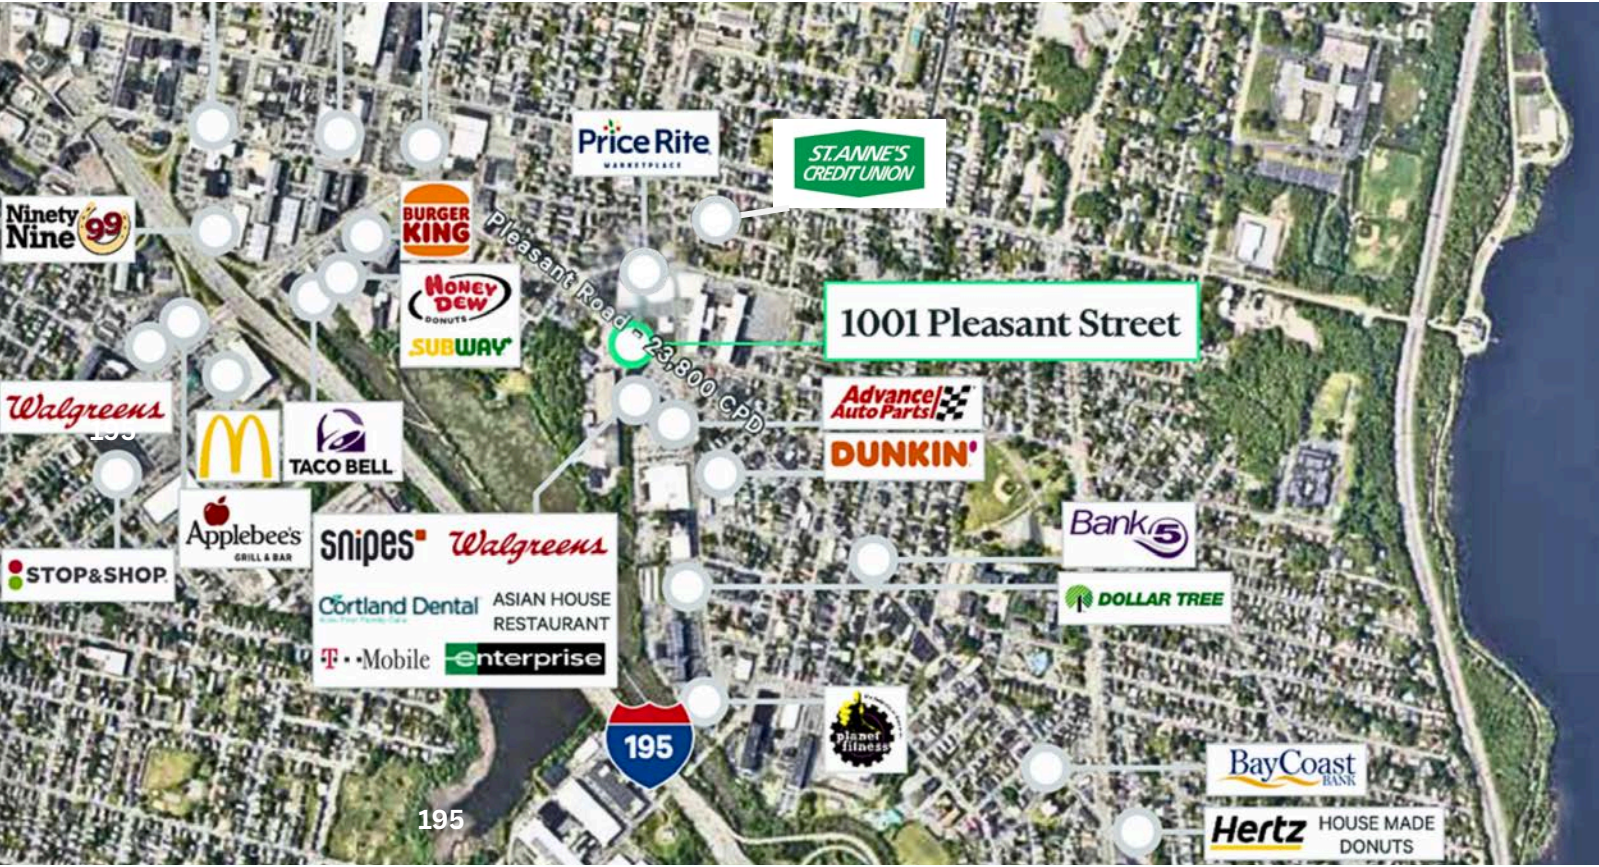 Price Rite
MARKETPLACE
ST. ANNE'S
CREDIT UNION
Ninety
Nine 99
BURGER
KING
Pleasant Road - 23,800 CPD
HONEY
DEW
DONUTS
SUBWAY
1001 Pleasant Street
Walgreens
195
TACO BELL
Advance
Auto Parts
DUNKIN'
Applebee's
GRILL & BAR
STOP&SHOP
snipes Walgreens
Cortland Dental
ASIAN HOUSE
RESTAURANT
T··Mobile enterprise
Bank5
DOLLAR TREE
195
planet
fitness
BayCoast
BANK
195
Hertz
HOUSE MADE
DONUTS